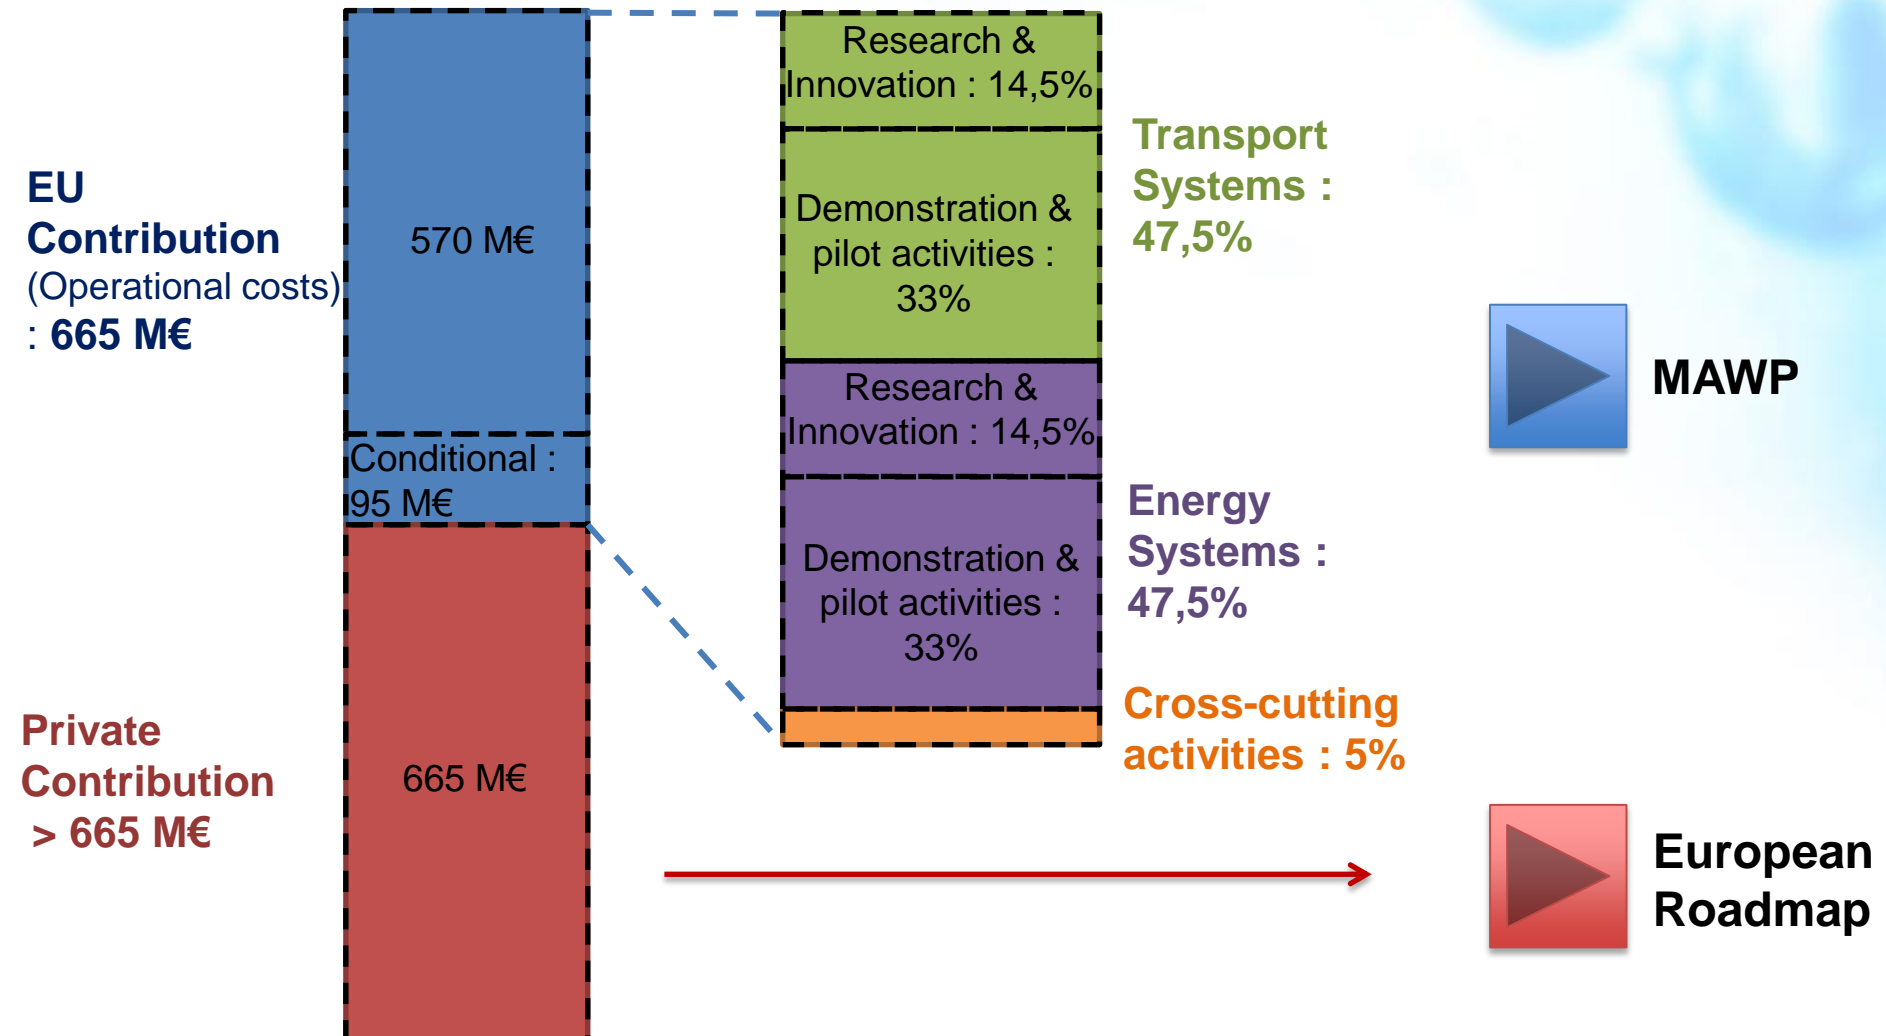 EU
Contribution
(Operational costs)
: 665 M€
570 M€
Conditional :
95 M€
Private
Contribution
> 665 M€
665 M€
Research &
Innovation : 14,5%
Demonstration &
pilot activities :
33%
Transport
Systems :
47,5%
Research &
Innovation : 14,5%
Demonstration &
pilot activities :
33%
Energy
Systems :
47,5%
Cross-cutting
activities : 5%
MAWP
European
Roadmap